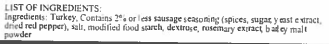 LIST OF INGREDIENTS:
Ingredients: Turkey, Contains 2% or less sausage seasoning (spices, sugar, yeast extract,
dried red pepper), salt, modified food starch, dextrose, rosemary extract, barley malt
powder